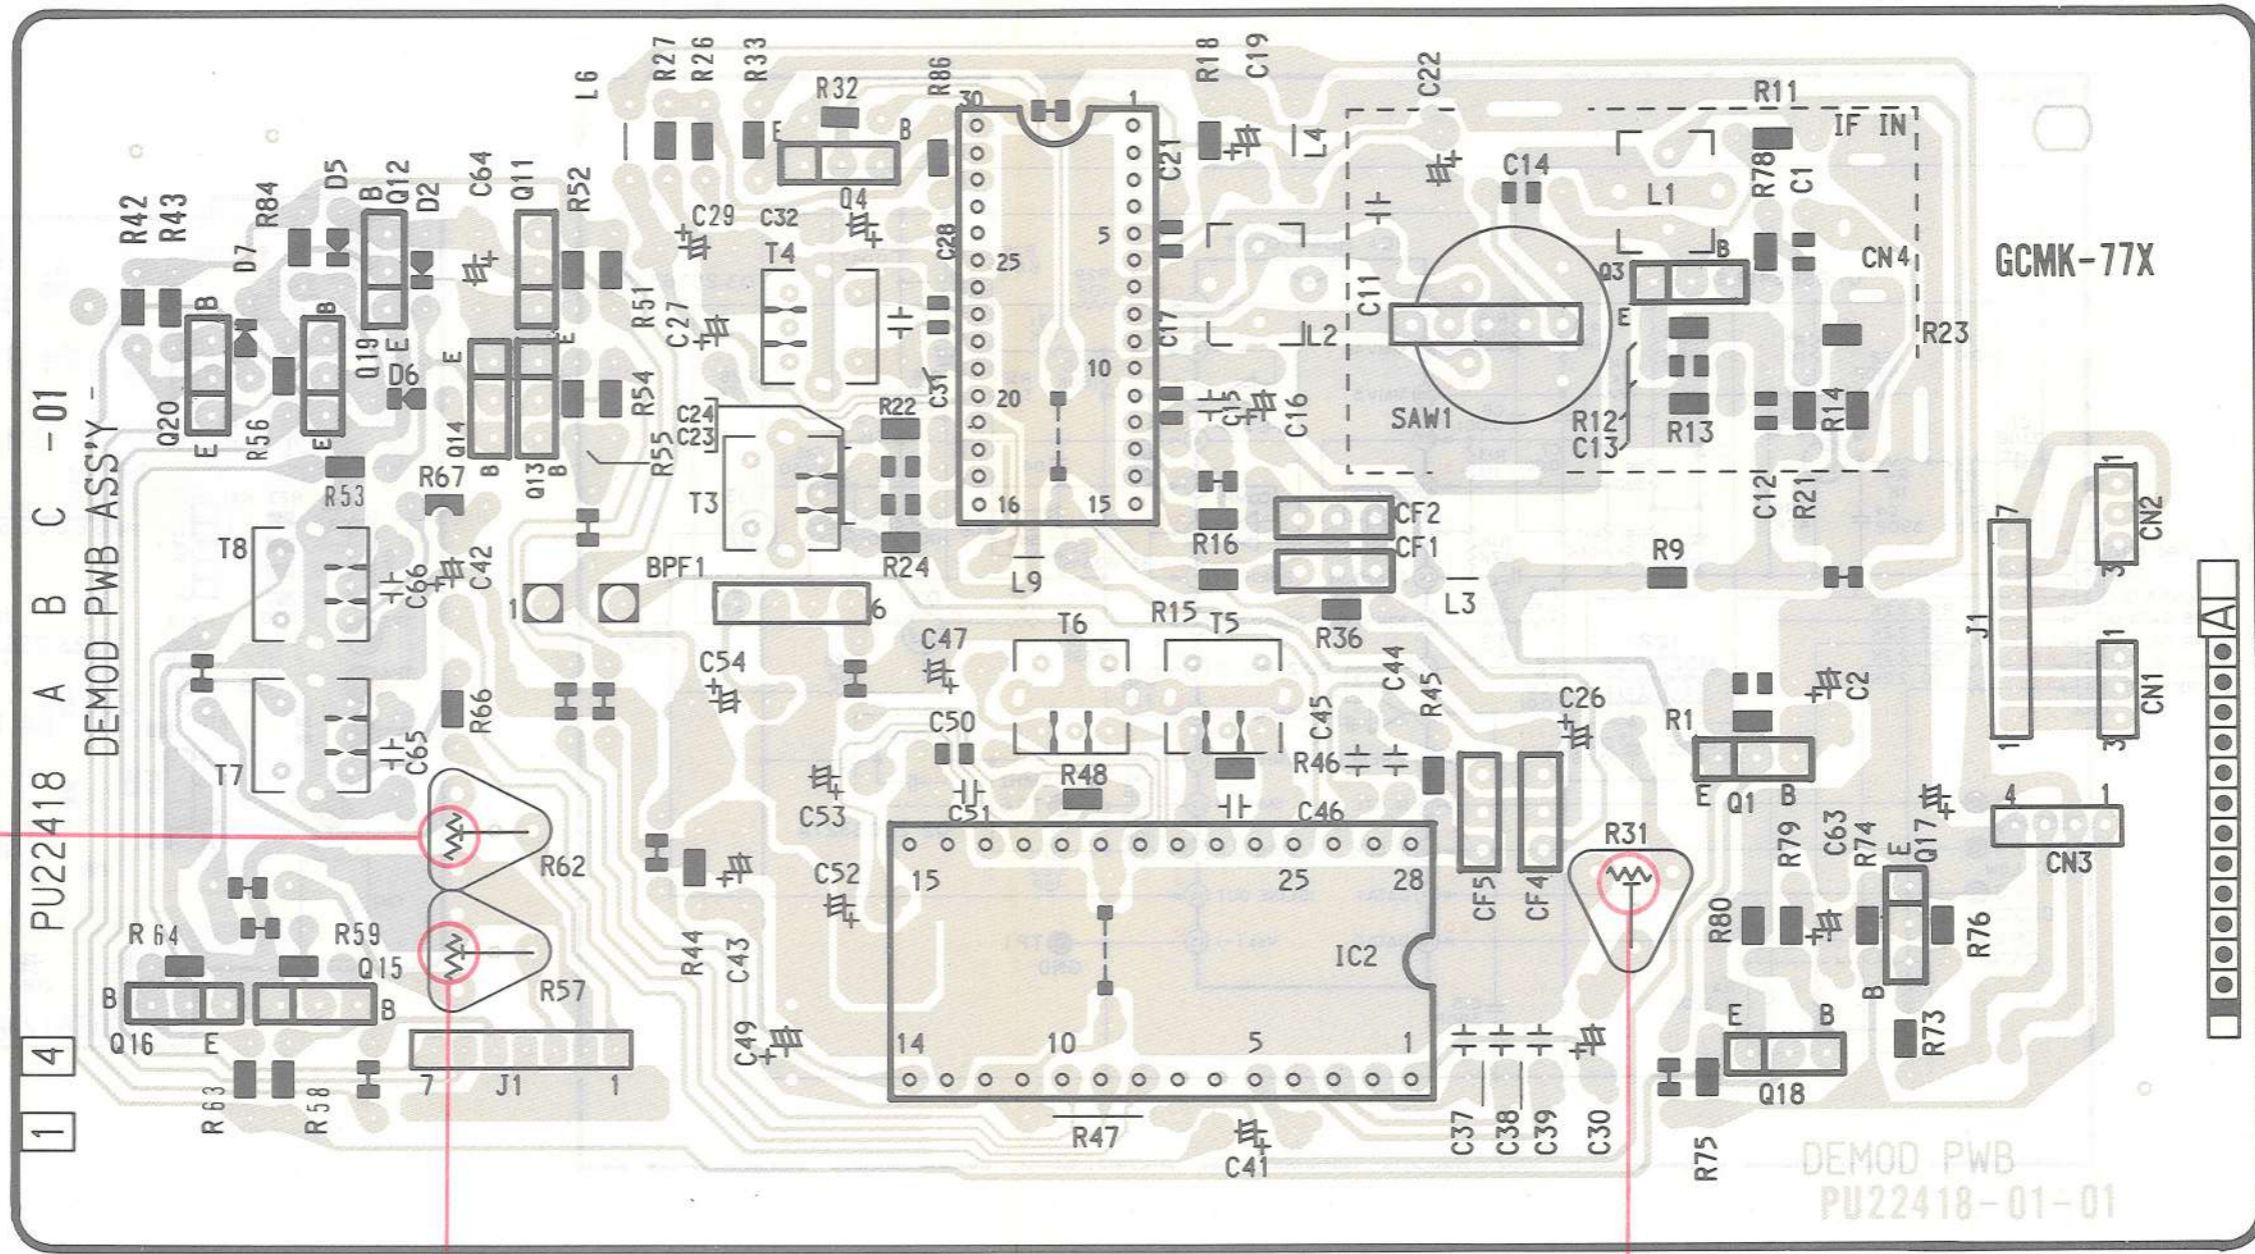 L6
R27
R26
R33
R32
R86
R18
C19
C22
R11
IF IN
E
B
30
1
R42
R43
R84
D5
B
Q12
D2
C64
Q11
R52
Q4
C21
L4
C14
L1
R78
C1
D7
C29
C32
T4
C28
25
5
Q3
B
CN4
GCMK-77X
B
B
E
E
E
R51
C27
C11
C17
L2
E
R23
Q19
D6
R54
10
C31
20
Q20
E
R56
E
Q14
B
Q13
B
R55
C24
C23
R22
C15
C16
SAW1
R12
C13
R13
R14
R53
R67
T3
16
15
CF2
C12
R21
1
CN2
3
T8
C66
C42
BPF1
R24
L9
R16
CF1
L3
R9
7
J1
1
1
6
C54
C47
T6
R15
T5
R36
C44
R45
C26
R1
C2
1
CN1
3
A
T7
C65
R66
C50
C45
R46
C53
C51
R48
C46
E
Q1
B
4
1
CN3
R62
C52
15
25
28
CF5
CF4
R31
R79
C63
R74
E
Q17
R80
R76
B
R64
R59
Q15
R57
R44
C43
IC2
B
Q16
E
B
7
J1
1
C49
14
10
5
1
E
B
Q18
R73
R63
R58
R47
C41
C37
C38
C39
C30
R75
1 4 PU22418 A B C -01
DEMOD PWB ASS'Y -
DEMOD PWB
PU22418-01-01